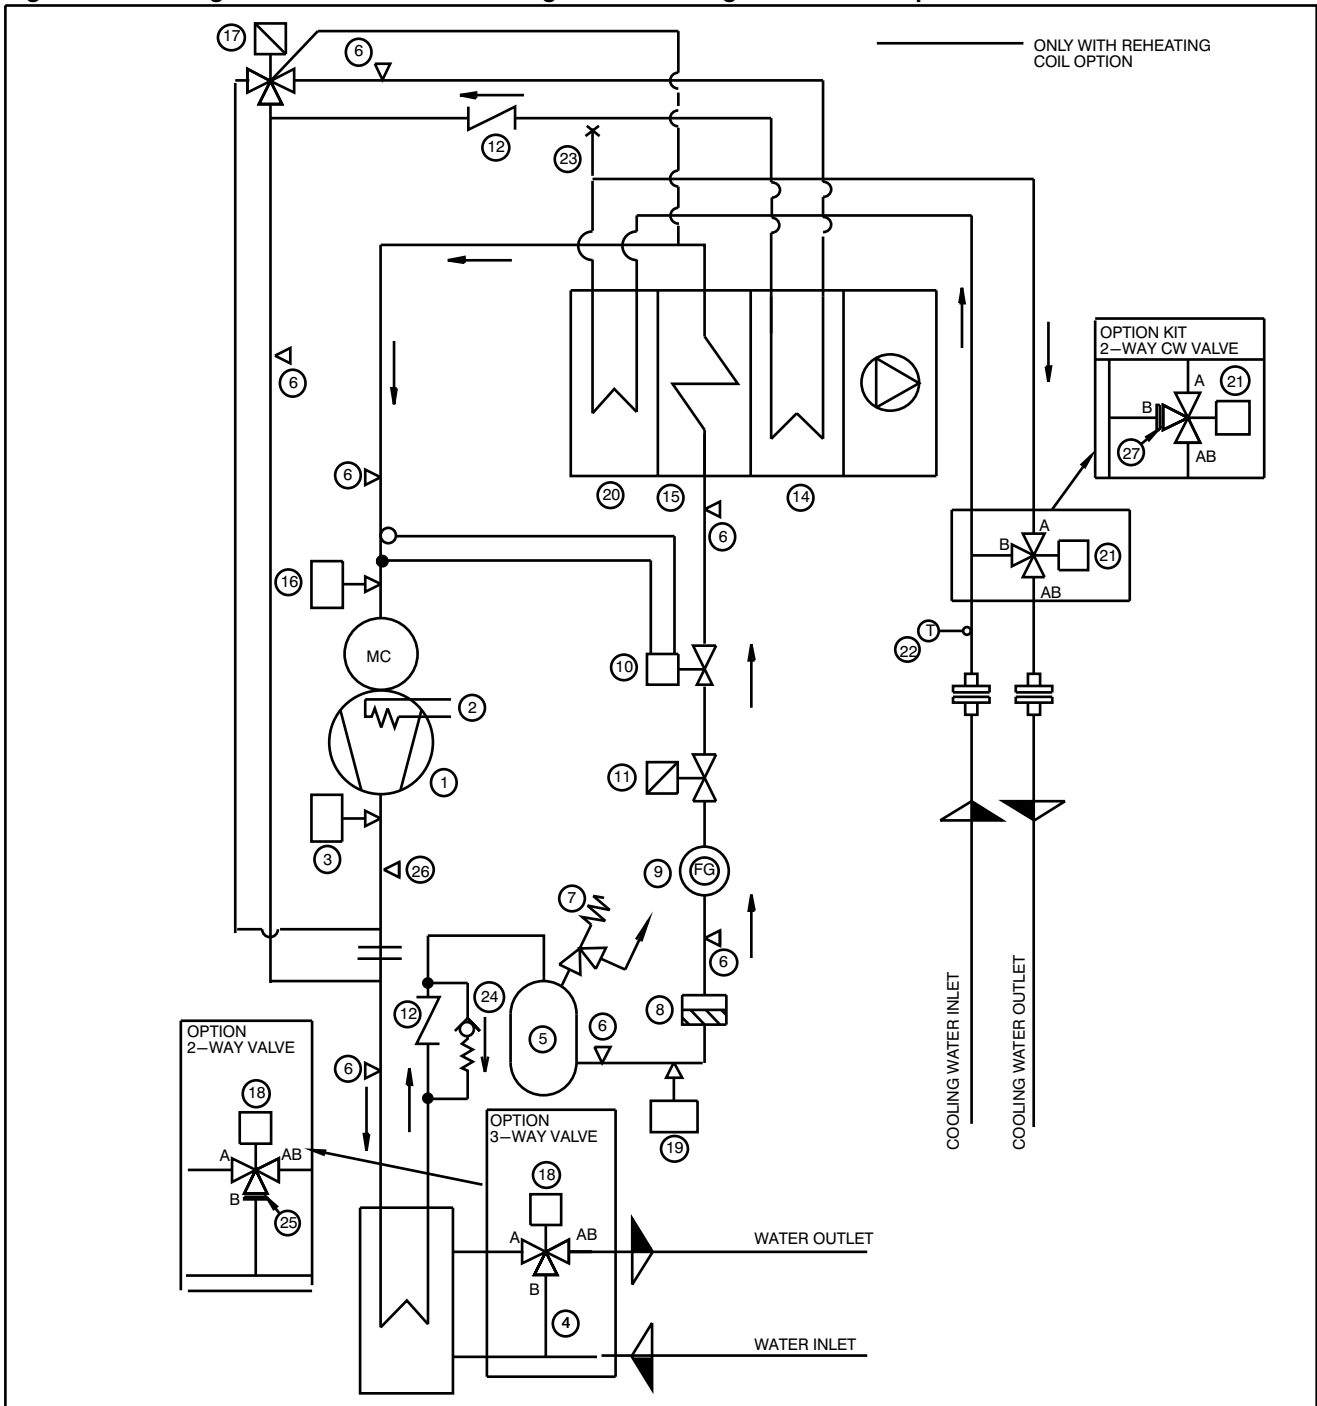 17
6
ONLY WITH REHEATING
COIL OPTION
12
23
6
OPTION KIT
2–WAY CW VALVE
A
21
B
27
AB
6
20
15
14
6
A
B
21
AB
16
T
22
MC
10
2
1
11
3
26
9
FG
7
6
24
12
8
6
5
6
19
COOLING WATER INLET
COOLING WATER OUTLET
OPTION
2–WAY VALVE
18
A
AB
B
25
OPTION
3–WAY VALVE
18
A
AB
B
4
WATER OUTLET
WATER INLET